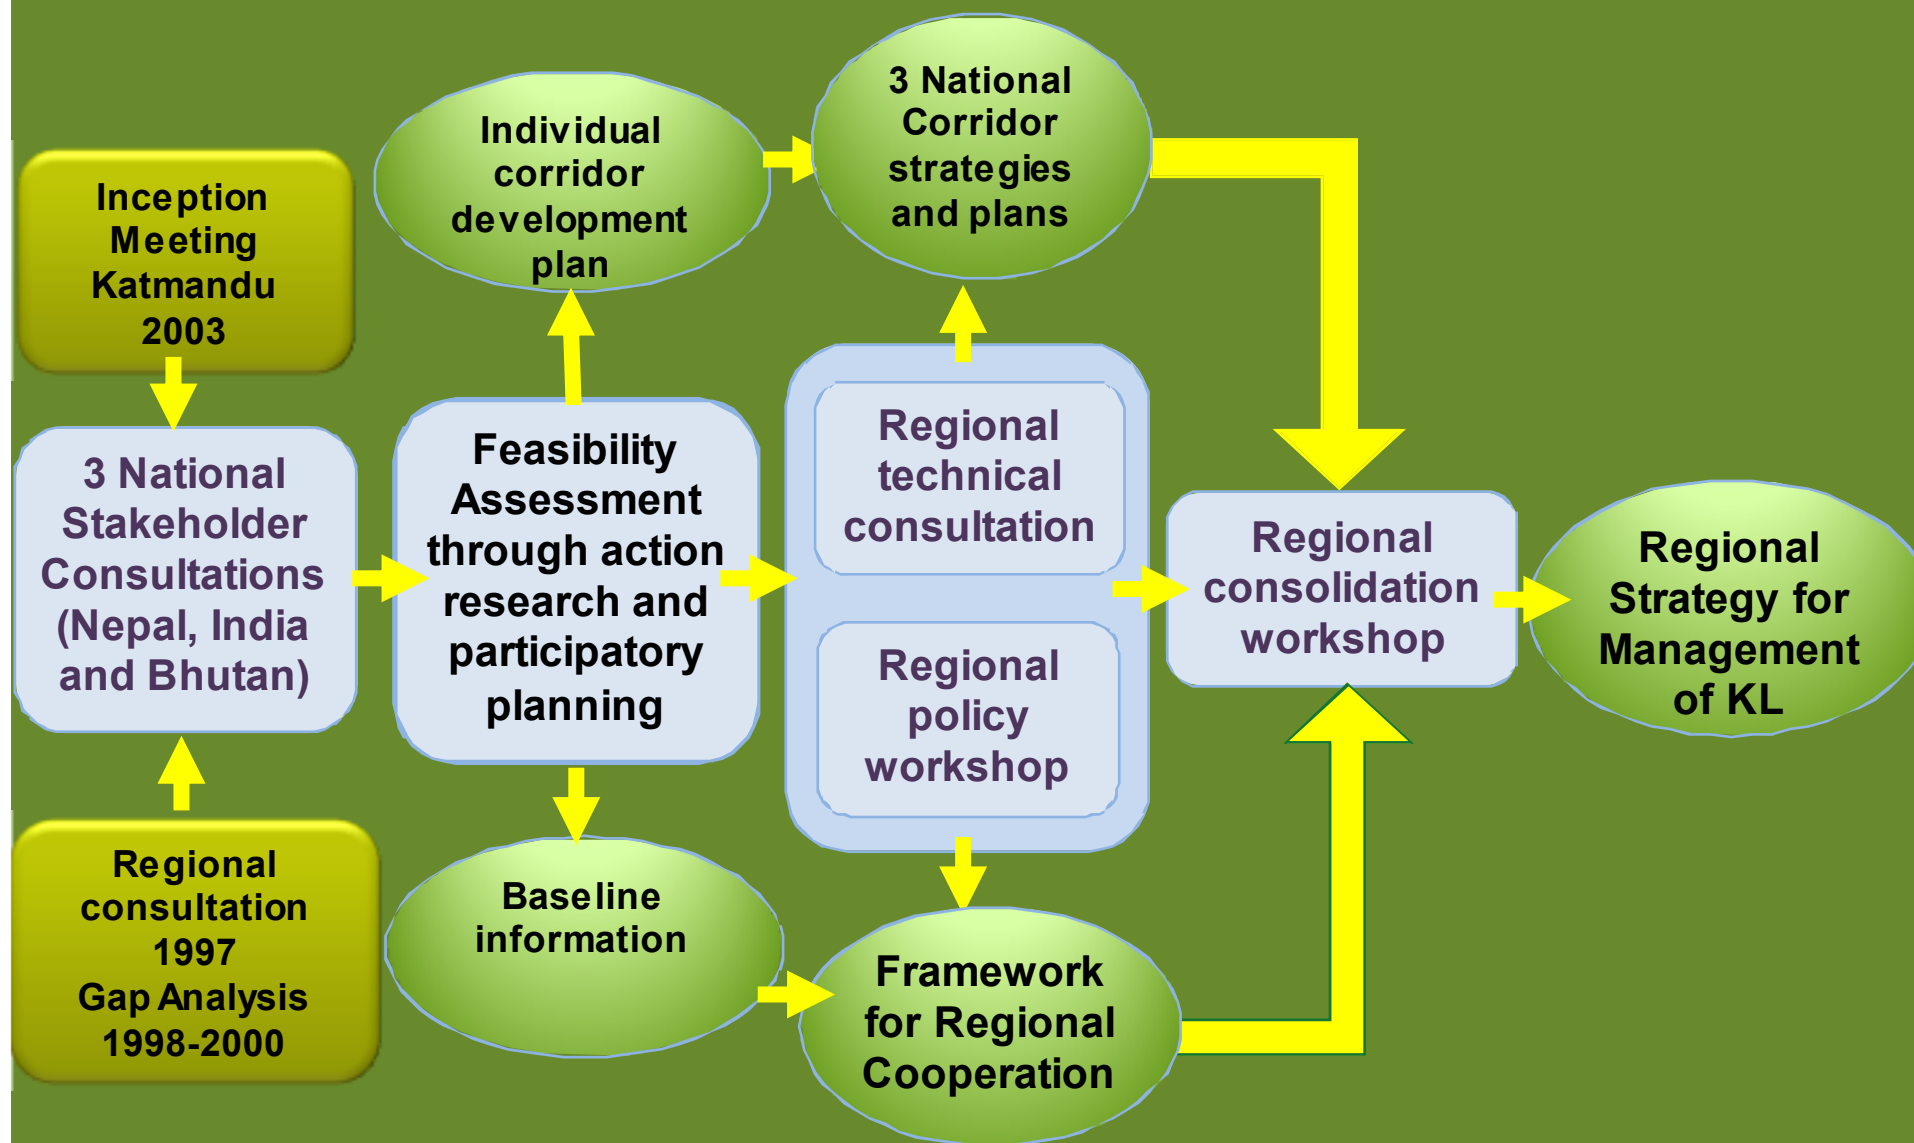 Inception
Meeting
Katmandu
2003
3 National
Stakeholder
Consultations
(Nepal, India
and Bhutan)
Regional
consultation
1997
Gap Analysis
1998-2000
Individual
corridor
development
plan
Feasibility
Assessment
through action
research and
participatory
planning
Baseline
information
3 National
Corridor
strategies
and plans
Regional
technical
consultation
Regional
policy
workshop
Framework
for Regional
Cooperation
Regional
consolidation
workshop
Regional
Strategy for
Management
of KL